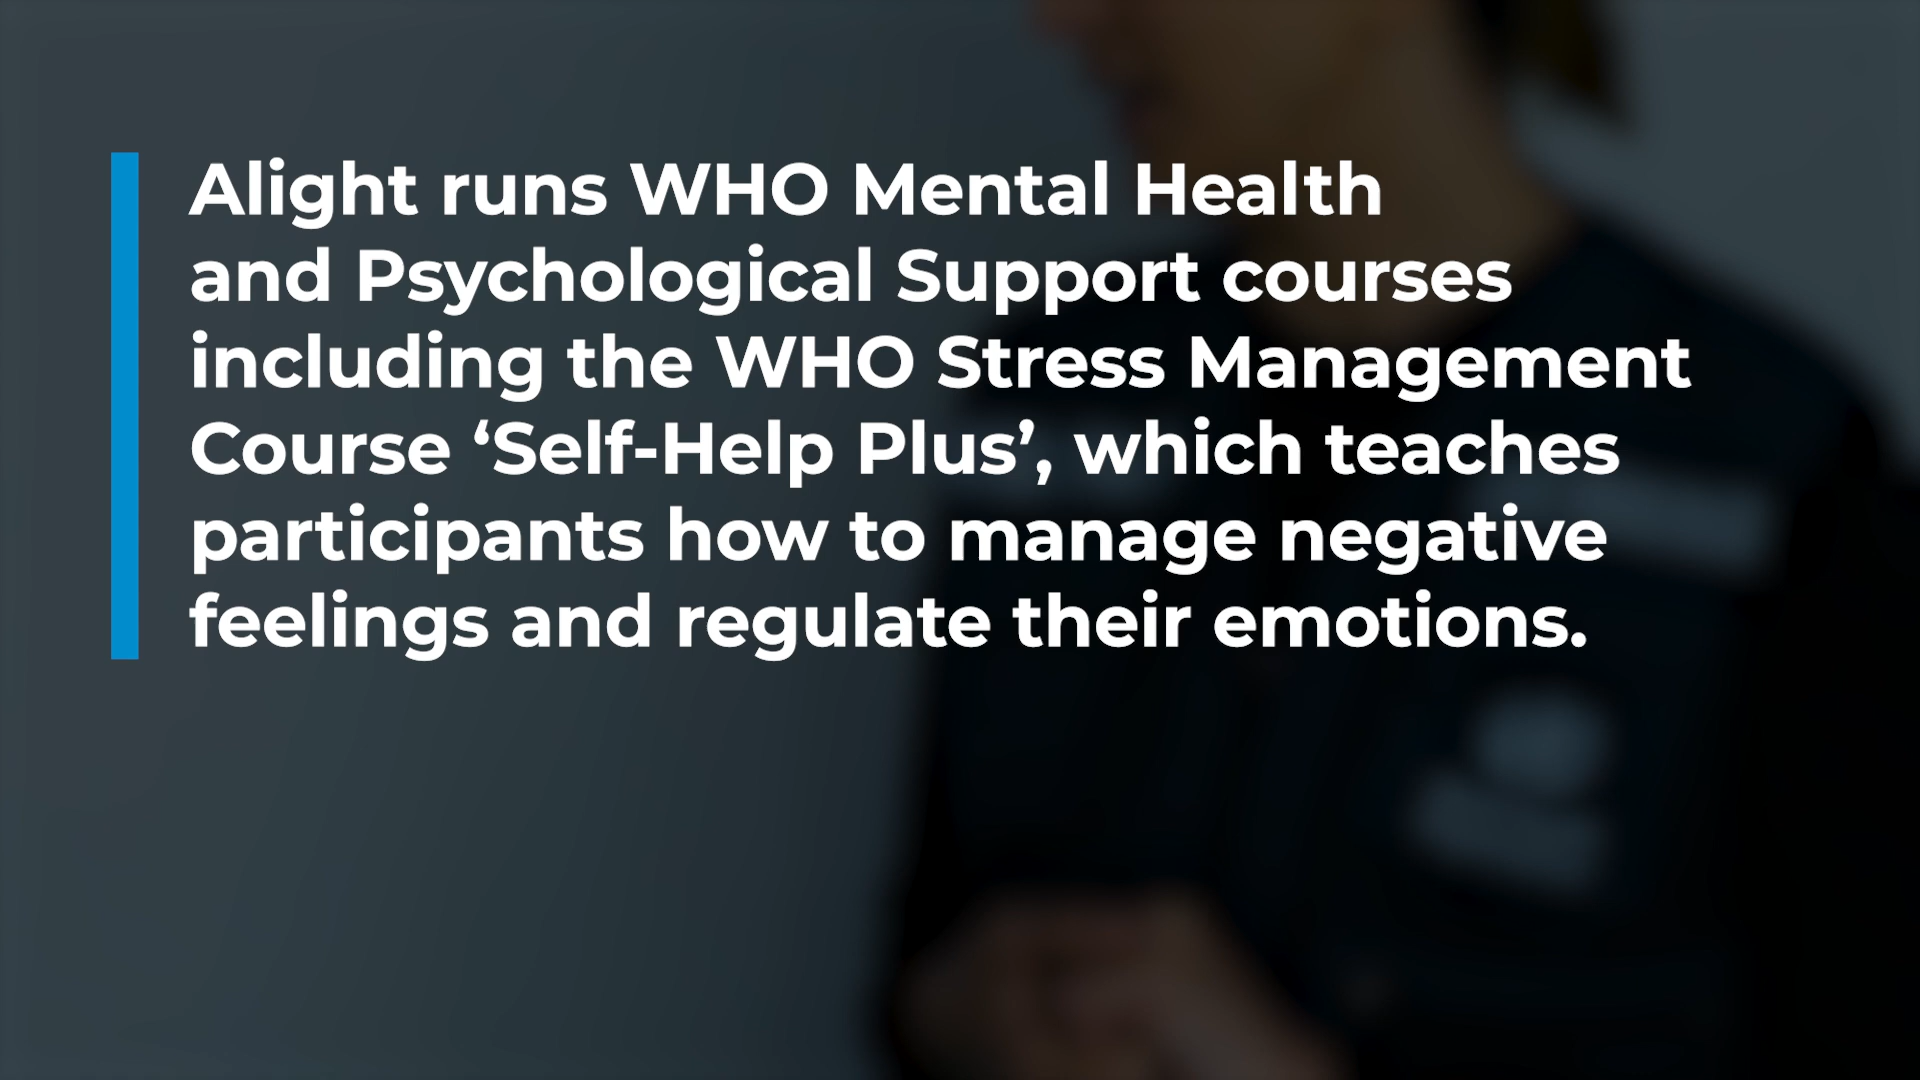 Alight runs WHO Mental Health
and Psychological Support courses
including the WHO Stress Management
Course ‘Self-Help Plus’, which teaches
participants how to manage negative
feelings and regulate their emotions.